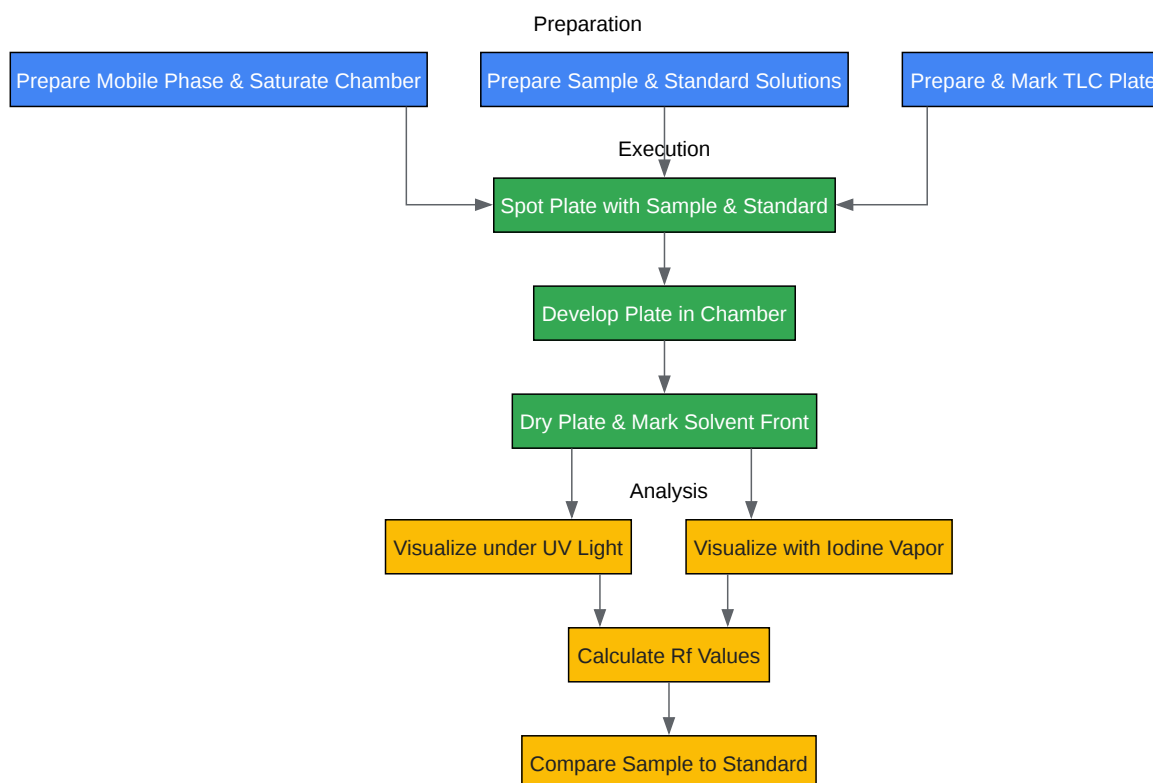 Preparation
Prepare Mobile Phase & Saturate Chamber
Prepare Sample & Standard Solutions
Prepare & Mark TLC Plate
Execution
Spot Plate with Sample & Standard
Develop Plate in Chamber
Dry Plate & Mark Solvent Front
Analysis
Visualize under UV Light
Visualize with Iodine Vapor
Calculate Rf Values
Compare Sample to Standard